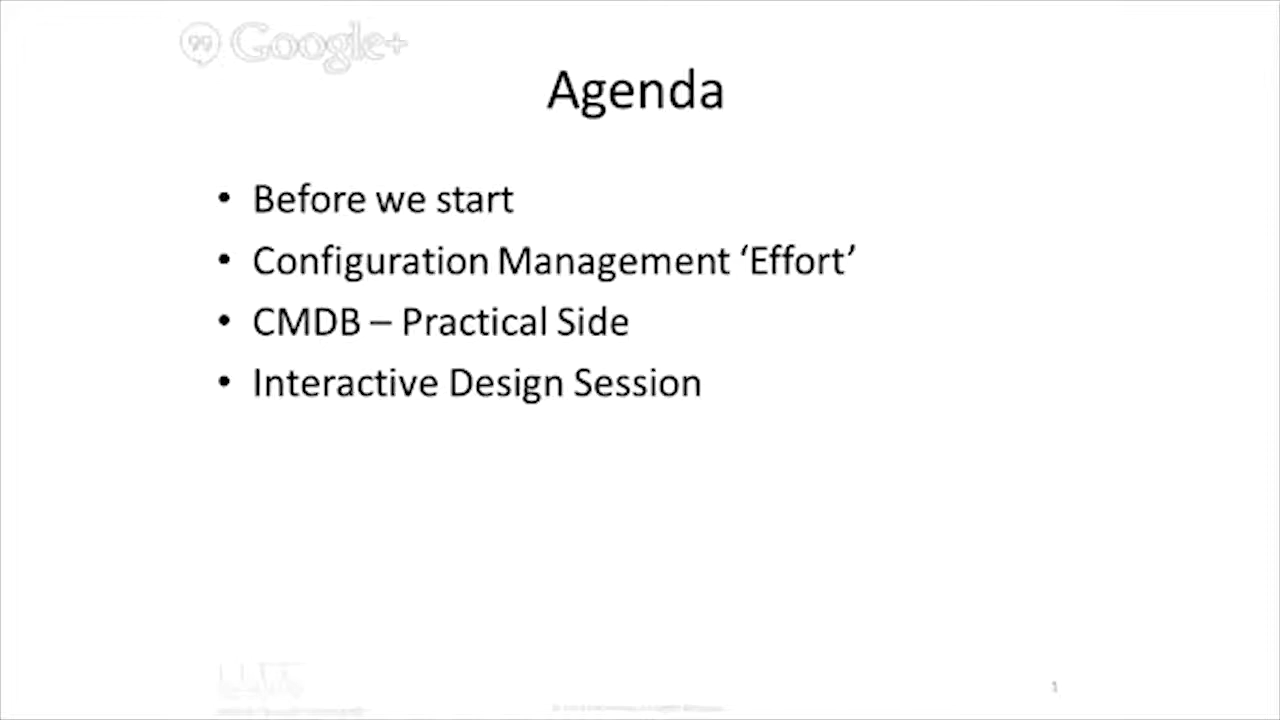 Google+
Agenda
• Before we start
• Configuration Management ‘Effort’
• CMDB – Practical Side
• Interactive Design Session
1